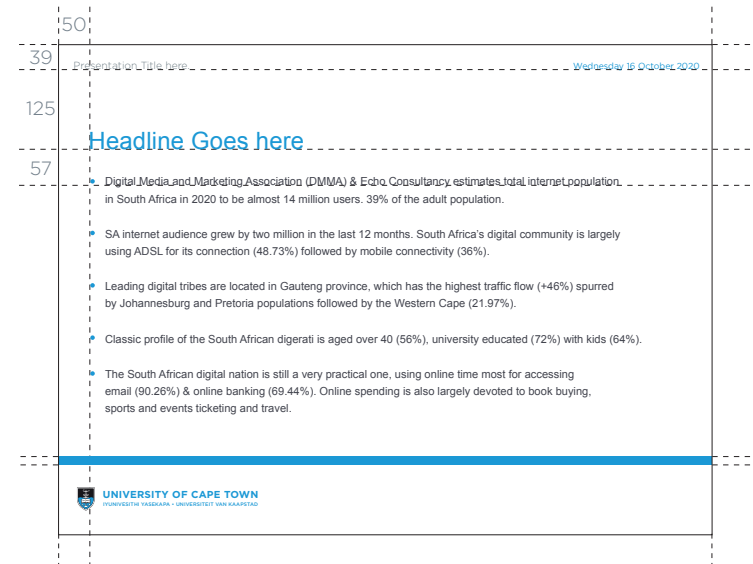 50
39
Presentation Title here
Wednesday 16 October 2020
125
Headline Goes here
57
• Digital Media and Marketing Association (DMMA) & Echo Consultancy estimates total internet population
in South Africa in 2020 to be almost 14 million users. 39% of the adult population.
• SA internet audience grew by two million in the last 12 months. South Africa's digital community is largely
using ADSL for its connection (48.73%) followed by mobile connectivity (36%).
• Leading digital tribes are located in Gauteng province, which has the highest traffic flow (+46%) spurred
by Johannesburg and Pretoria populations followed by the Western Cape (21.97%).
• Classic profile of the South African digerati is aged over 40 (56%), university educated (72%) with kids (64%).
• The South African digital nation is still a very practical one, using online time most for accessing
email (90.26%) & online banking (69.44%). Online spending is also largely devoted to book buying,
sports and events ticketing and travel.
UNIVERSITY OF CAPE TOWN
IYUNIVESITHI YASEKAPA • UNIVERSITEIT VAN KAAPSTAD